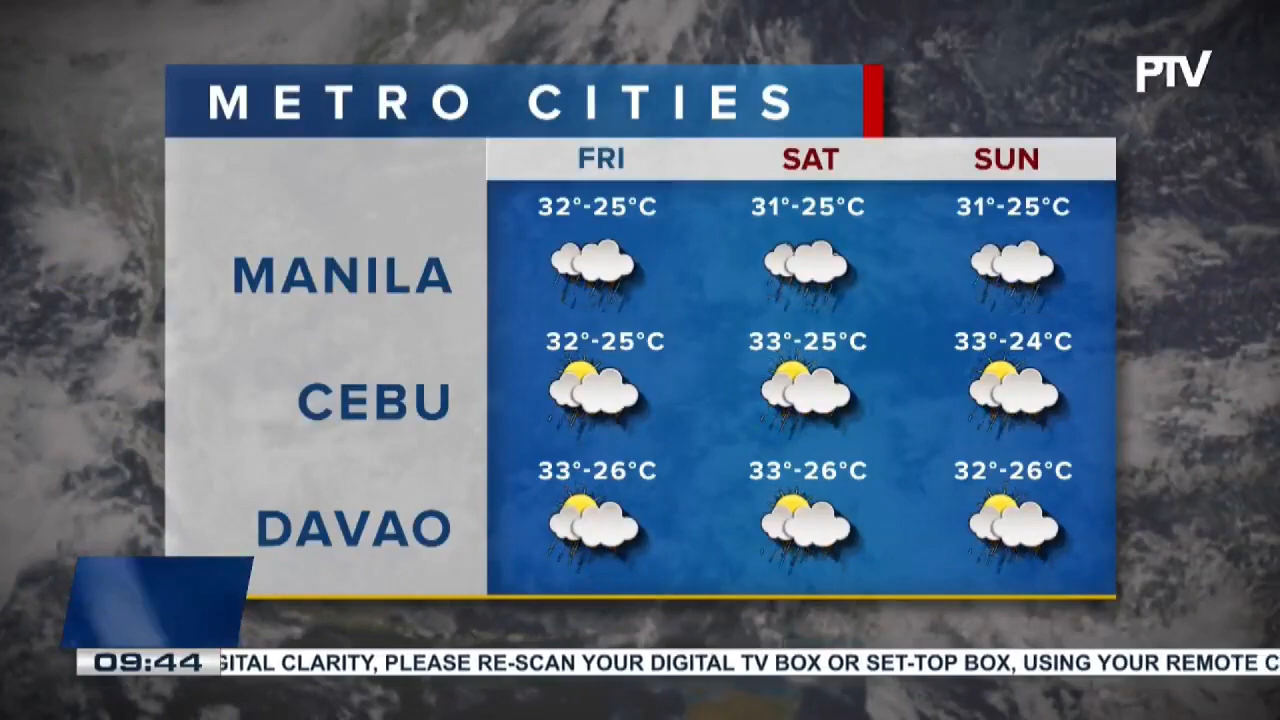 PTV
METRO CITIES
FRI SAT SUN
32°-25°C 31°-25°C 31°-25°C
MANILA
32°-25°C 33°-25°C 33°-24°C
CEBU
33°-26°C 33°-26°C 32°-26°C
DAVAO
09:44 GITAL CLARITY, PLEASE RE-SCAN YOUR DIGITAL TV BOX OR SET-TOP BOX, USING YOUR REMOTE C